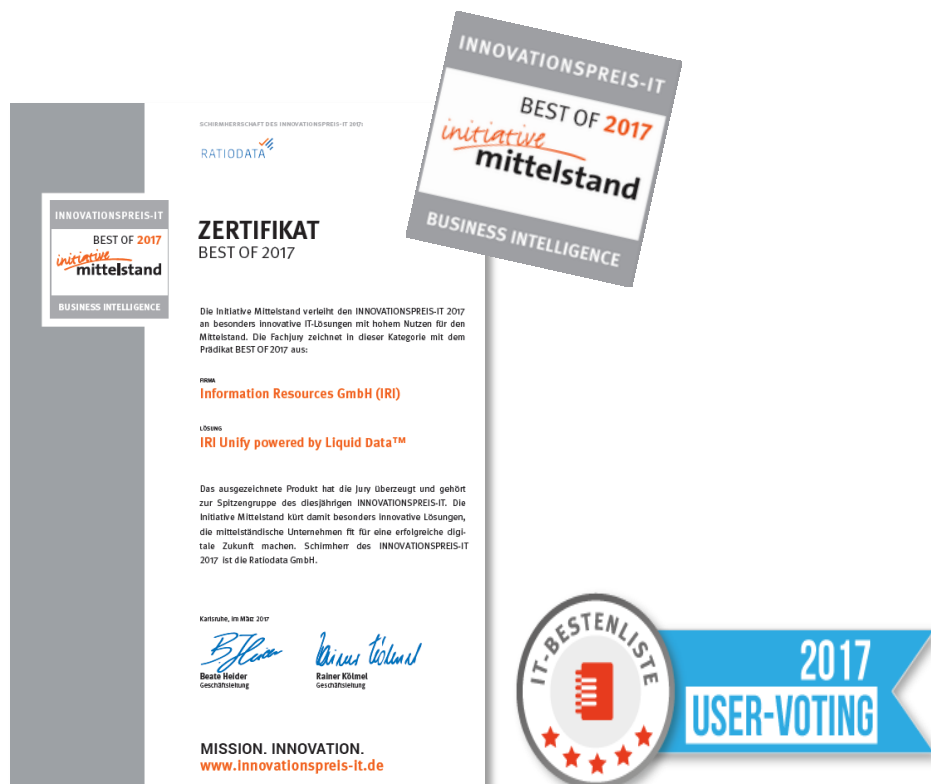 SCHIRMHERRSCHAFT DES INNOVATIONSPREIS-IT 2017:
RATIODATA
INNOVATIONSPREIS-IT
BEST OF 2017
initiative
mittelstand
BUSINESS INTELLIGENCE
ZERTIFIKAT
BEST OF 2017
Die Initiative Mittelstand verleiht den INNOVATIONSPREIS-IT 2017
an besonders innovative IT-Lösungen mit hohem Nutzen für den
Mittelstand. Die Fachjury zeichnet in dieser Kategorie mit dem
Prädikat BEST OF 2017 aus:
FIRMA
Information Resources GmbH (IRI)
LÖSUNG
IRI Unify powered by Liquid Data™
Das ausgezeichnete Produkt hat die Jury überzeugt und gehört
zur Spitzengruppe des diesjährigen INNOVATIONSPREIS-IT. Die
Initiative Mittelstand kürt damit besonders innovative Lösungen,
die mittelständische Unternehmen fit für eine erfolgreiche digi-
tale Zukunft machen. Schirmherr des INNOVATIONSPREIS-IT
2017 ist die Ratiodata GmbH.
Karlsruhe, im März 2017
Beate Heider
Geschäftsleitung
Rainer Kölmel
Geschäftsleitung
MISSION. INNOVATION.
www.innovationspreis-it.de
INNOVATIONSPREIS-IT
BEST OF 2017
initiative
mittelstand
BUSINESS INTELLIGENCE
IT-BESTENLISTE
2017
USER-VOTING